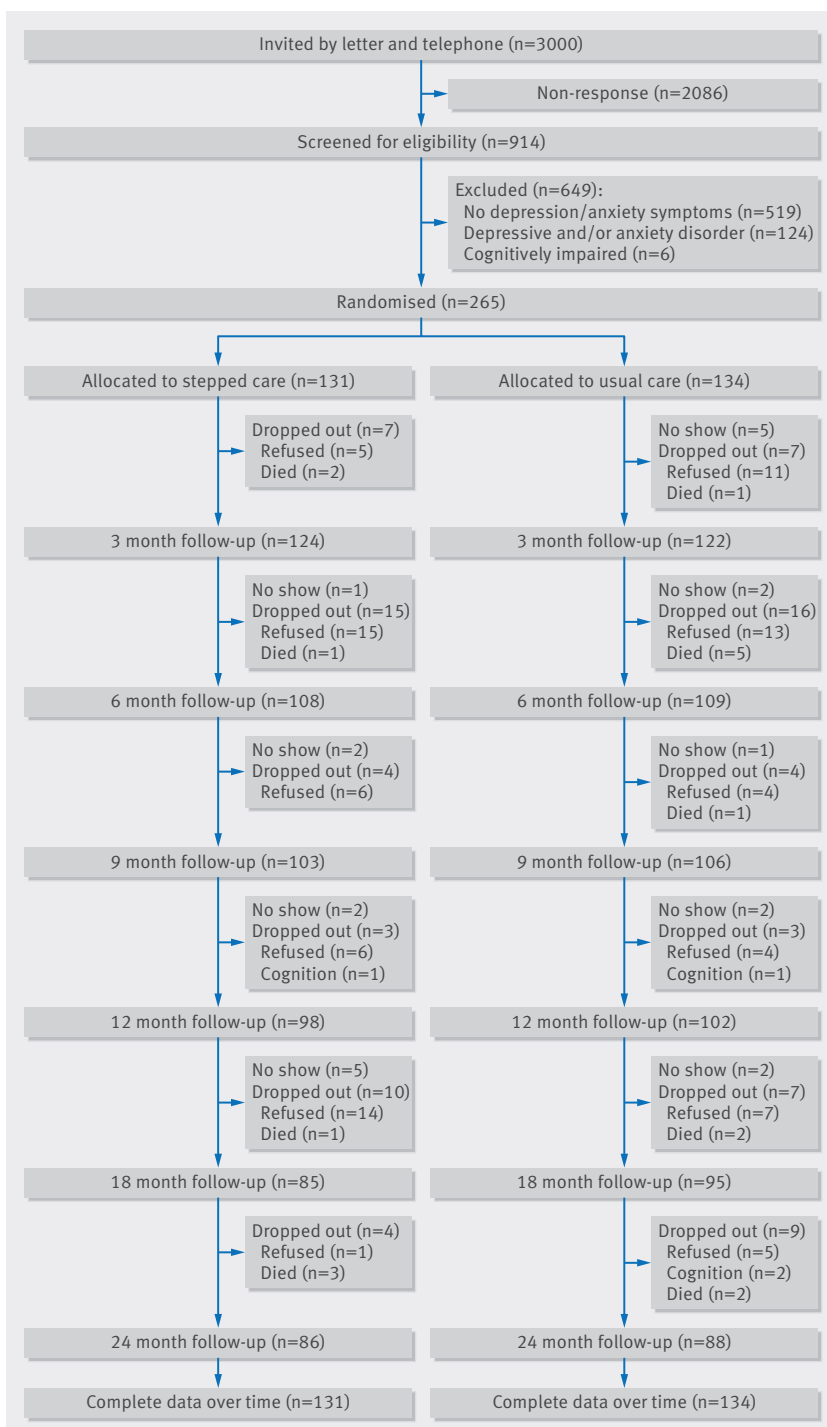 Invited by letter and telephone (n=3000)
Non-response (n=2086)
Screened for eligibility (n=914)
Excluded (n=649):
No depression/anxiety symptoms (n=519)
Depressive and/or anxiety disorder (n=124)
Cognitively impaired (n=6)
Randomised (n=265)
Allocated to stepped care (n=131)
Dropped out (n=7)
Refused (n=5)
Died (n=2)
3 month follow-up (n=124)
No show (n=1)
Dropped out (n=15)
Refused (n=15)
Died (n=1)
6 month follow-up (n=108)
No show (n=2)
Dropped out (n=4)
Refused (n=6)
9 month follow-up (n=103)
No show (n=2)
Dropped out (n=3)
Refused (n=6)
Cognition (n=1)
12 month follow-up (n=98)
No show (n=5)
Dropped out (n=10)
Refused (n=14)
Died (n=1)
18 month follow-up (n=85)
Dropped out (n=4)
Refused (n=1)
Died (n=3)
24 month follow-up (n=86)
Complete data over time (n=131)
Allocated to usual care (n=134)
No show (n=5)
Dropped out (n=7)
Refused (n=11)
Died (n=1)
3 month follow-up (n=122)
No show (n=2)
Dropped out (n=16)
Refused (n=13)
Died (n=5)
6 month follow-up (n=109)
No show (n=1)
Dropped out (n=4)
Refused (n=4)
Died (n=1)
9 month follow-up (n=106)
No show (n=2)
Dropped out (n=3)
Refused (n=4)
Cognition (n=1)
12 month follow-up (n=102)
No show (n=2)
Dropped out (n=7)
Refused (n=7)
Died (n=2)
18 month follow-up (n=95)
Dropped out (n=9)
Refused (n=5)
Cognition (n=2)
Died (n=2)
24 month follow-up (n=88)
Complete data over time (n=134)